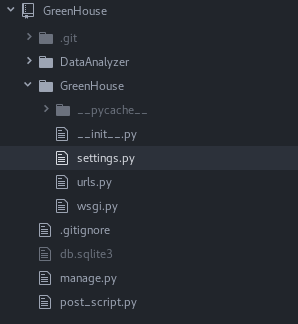 GreenHouse
.git
DataAnalyzer
GreenHouse
__pycache__
__init__.py
settings.py
urls.py
wsgi.py
.gitignore
db.sqlite3
manage.py
post_script.py